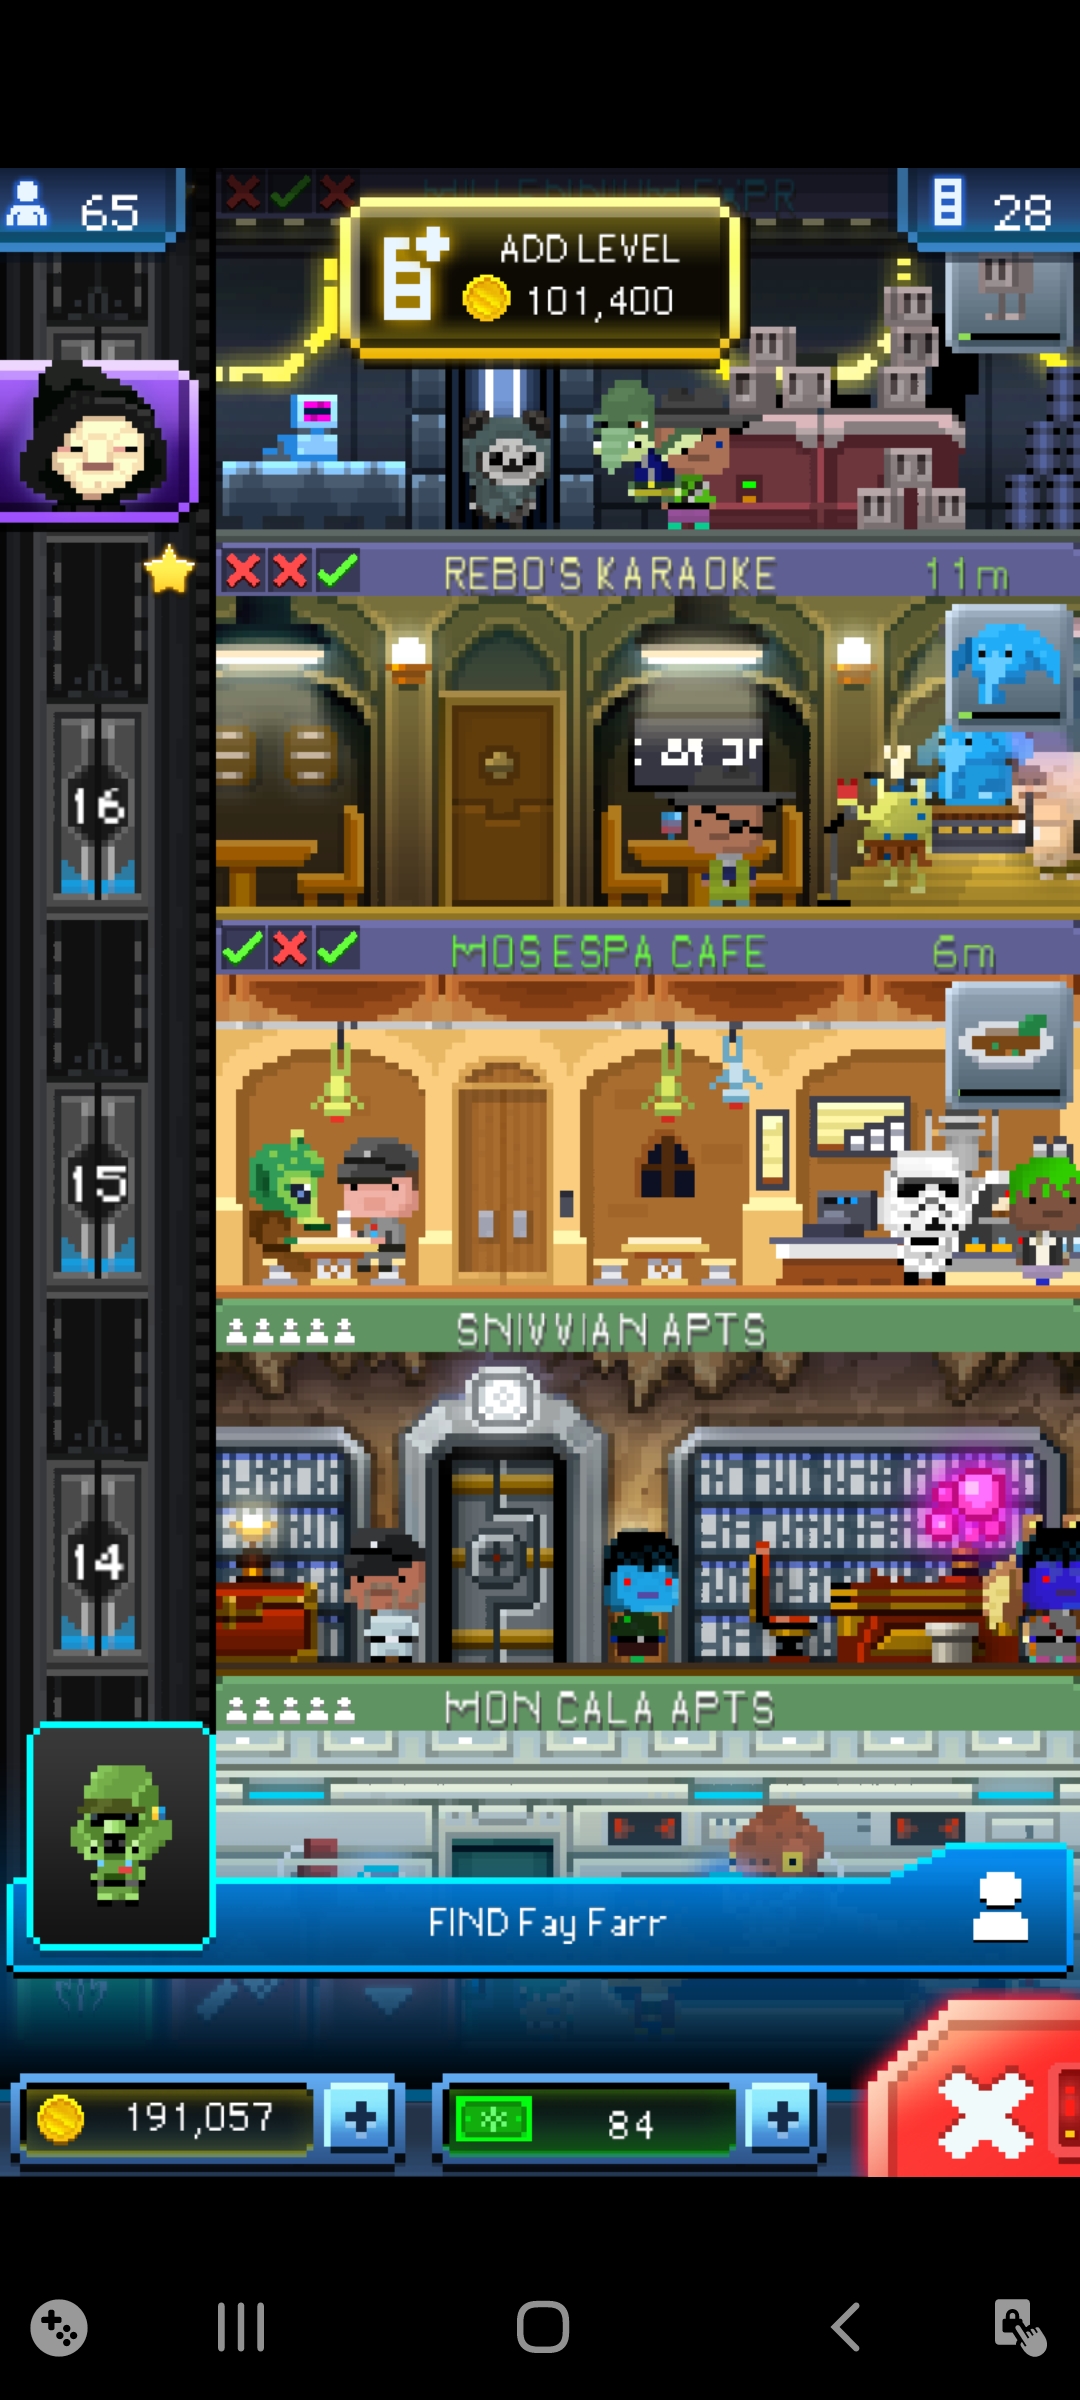 65
28
ADD LEVEL
101,400
REBO'S KARAOKE
11m
16
MOS ESPA CAFE
6m
15
SNIVVIAN APTS
14
MON CALA APTS
FIND Fay Farr
191,057
84